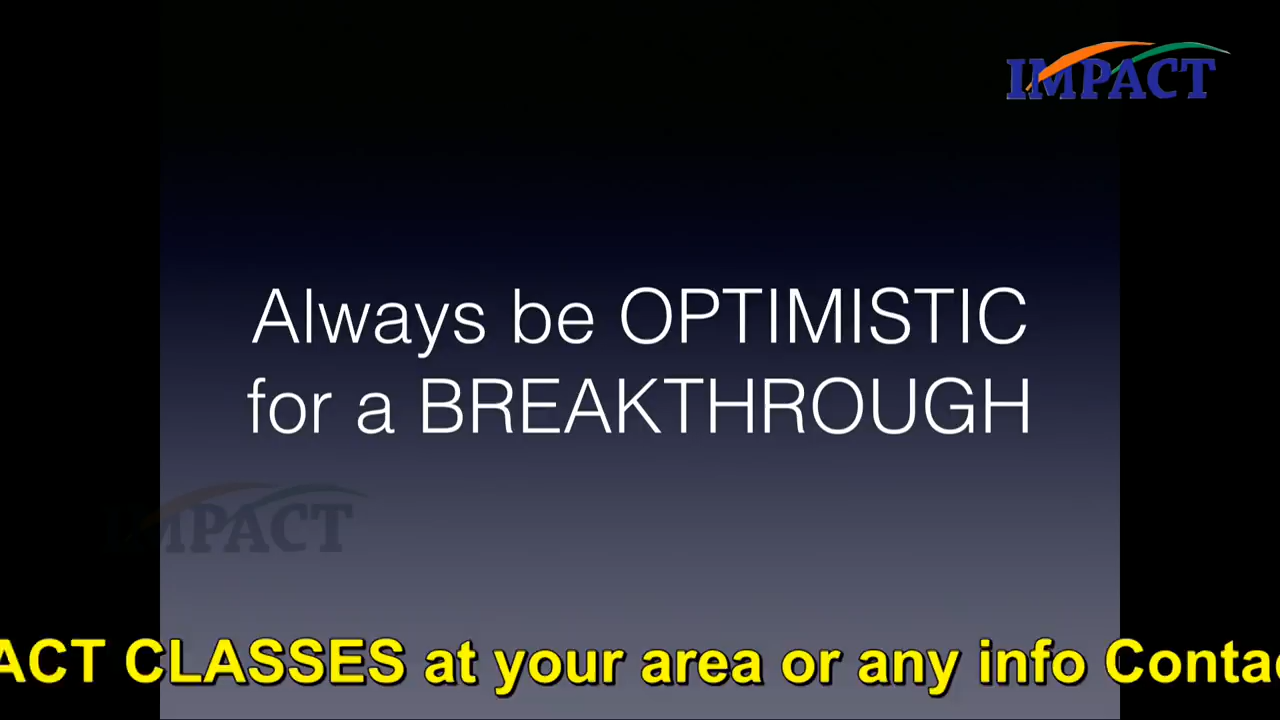 IMPACT
Always be OPTIMISTIC
for a BREAKTHROUGH
IMPACT
ACT CLASSES at your area or any info Contac